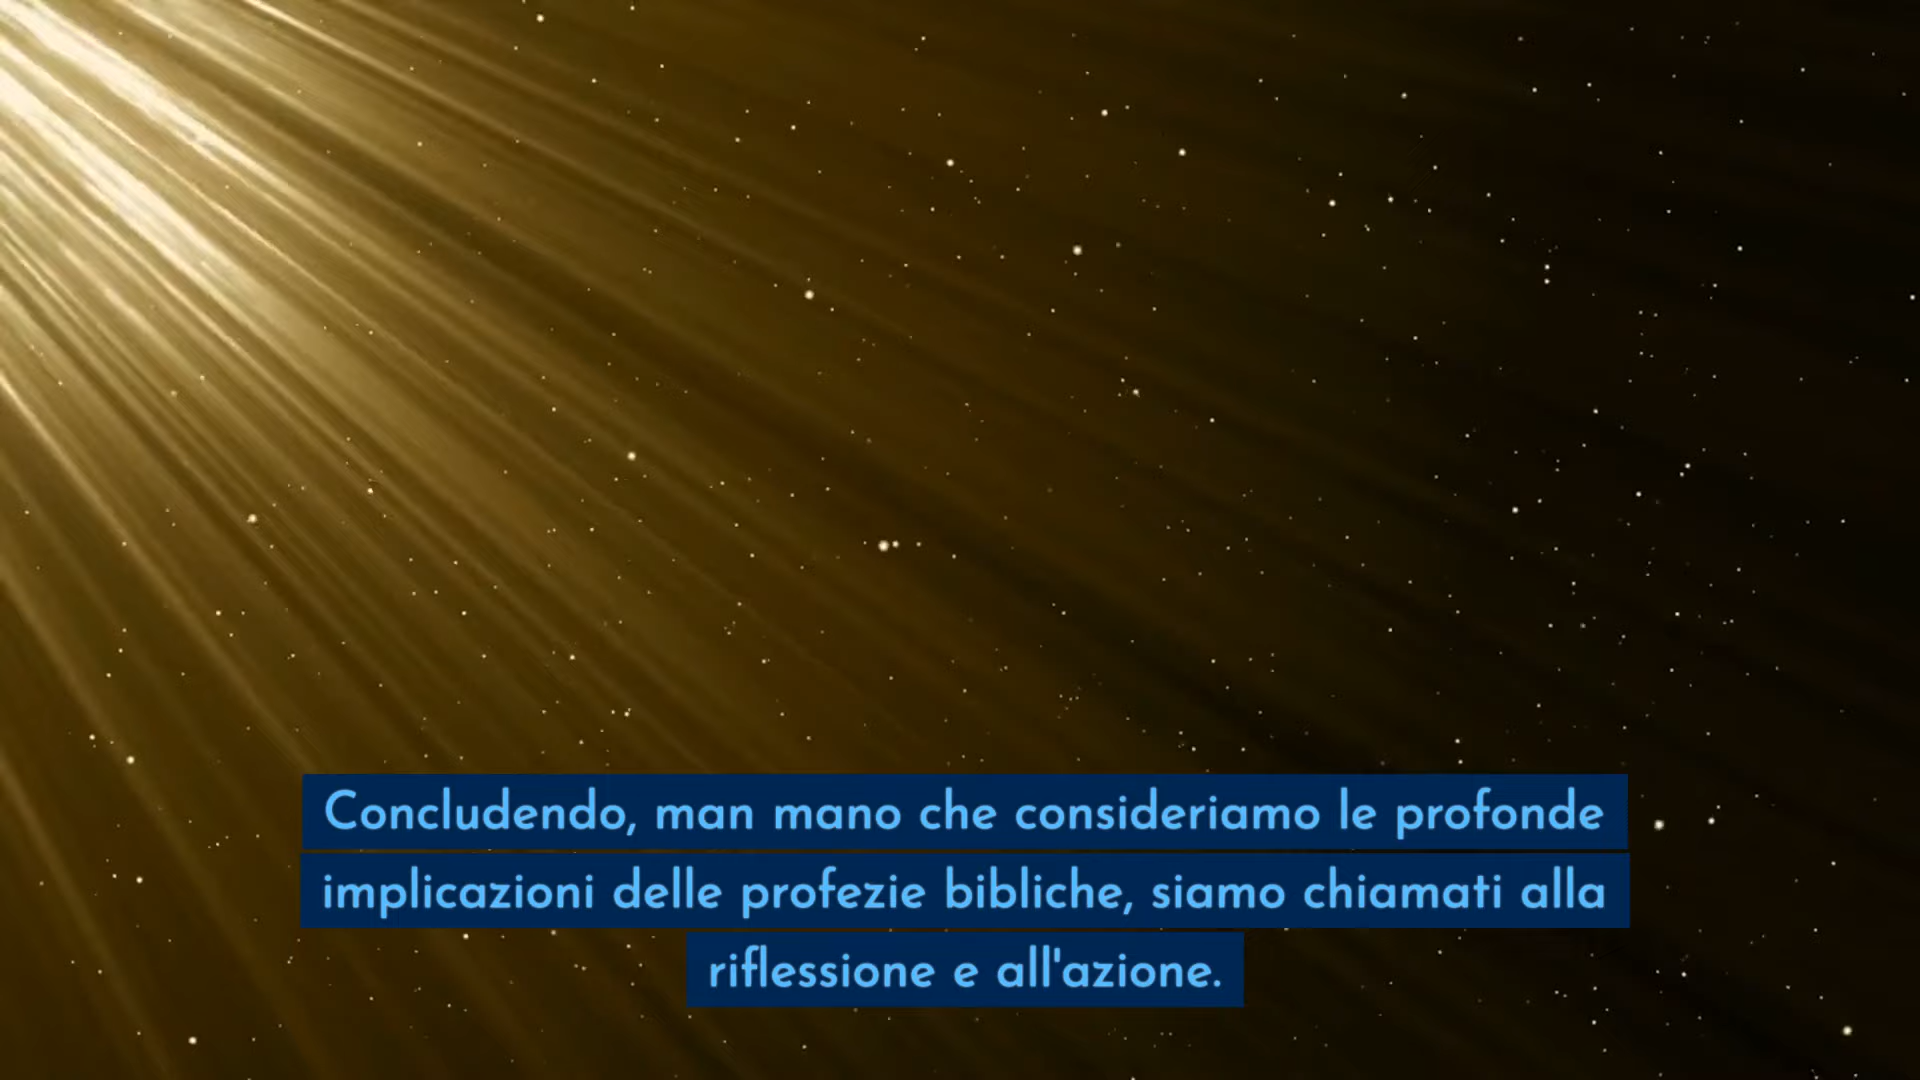 Concludendo, man mano che consideriamo le profonde
implicazioni delle profezie bibliche, siamo chiamati alla
riflessione e all'azione.